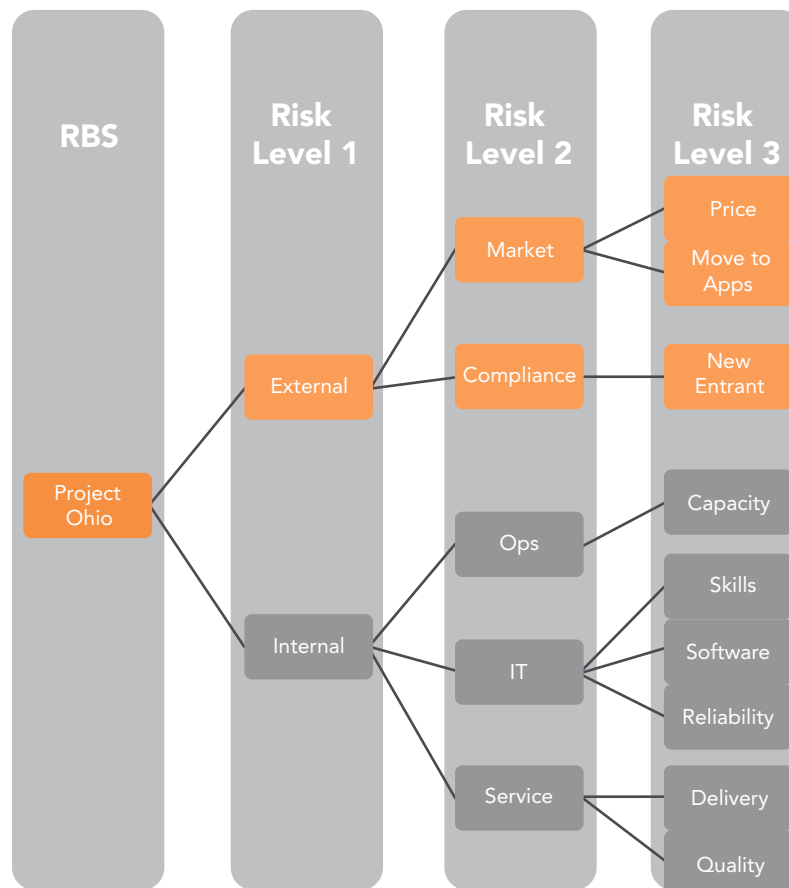 RBS
Risk
Level 1
Risk
Level 2
Risk
Level 3
Project
Ohio
External
Internal
Market
Compliance
Ops
IT
Service
Price
Move to
Apps
New
Entrant
Capacity
Skills
Software
Reliability
Delivery
Quality